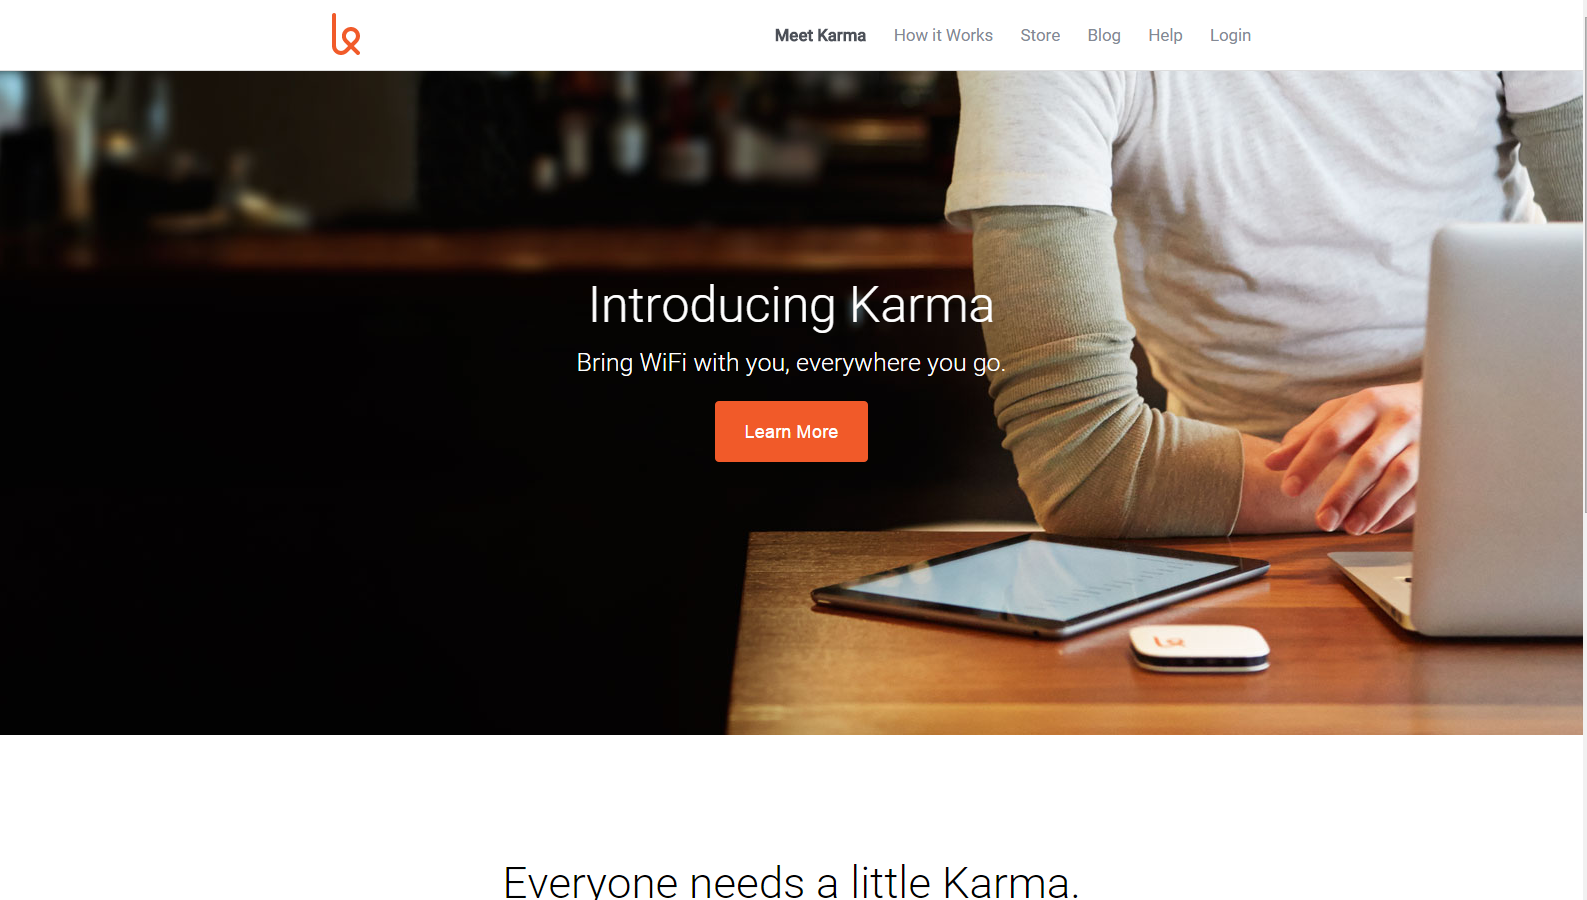 Meet Karma How it Works Store Blog Help Login
Introducing Karma
Bring WiFi with you, everywhere you go.
Learn More
Everyone needs a little Karma.